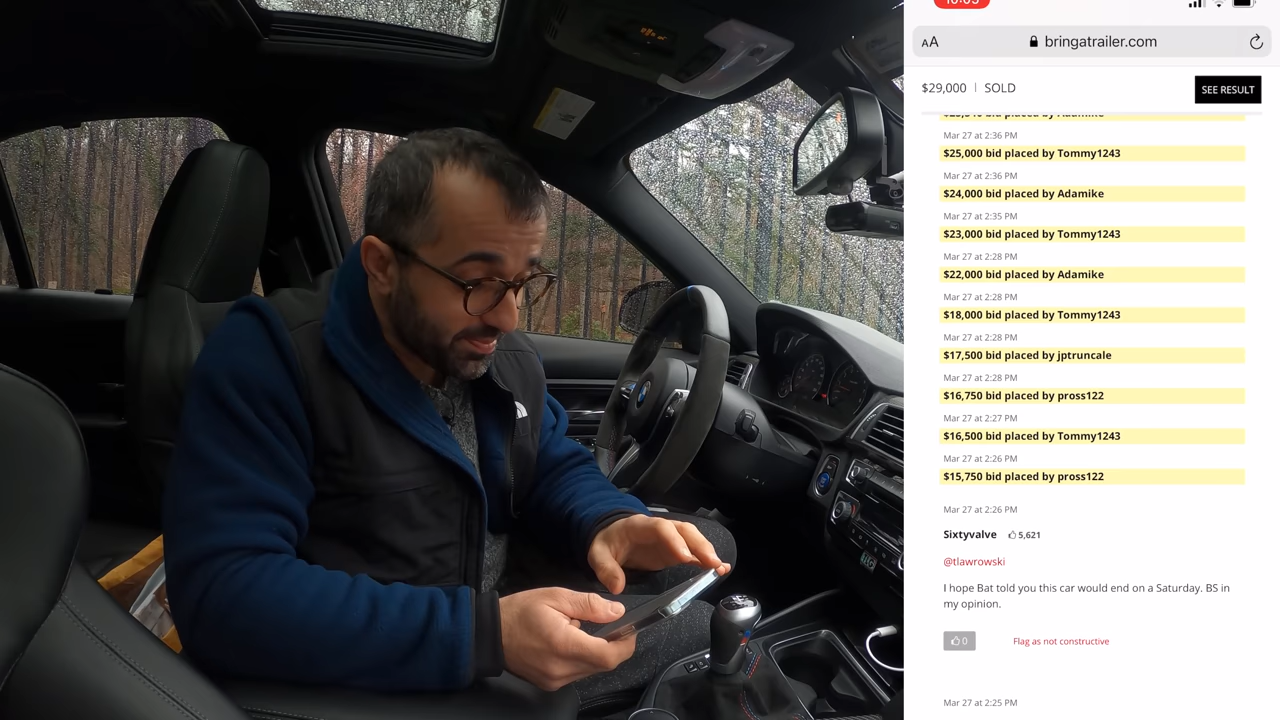 10:05
AA
bringatrailer.com
$29,000 | SOLD
SEE RESULT
Mar 27 at 2:36 PM
$25,000 bid placed by Tommy1243
Mar 27 at 2:36 PM
$24,000 bid placed by Adamike
Mar 27 at 2:35 PM
$23,000 bid placed by Tommy1243
Mar 27 at 2:28 PM
$22,000 bid placed by Adamike
Mar 27 at 2:28 PM
$18,000 bid placed by Tommy1243
Mar 27 at 2:28 PM
$17,500 bid placed by jptruncale
Mar 27 at 2:28 PM
$16,750 bid placed by pross122
Mar 27 at 2:27 PM
$16,500 bid placed by Tommy1243
Mar 27 at 2:26 PM
$15,750 bid placed by pross122
Mar 27 at 2:26 PM
Sixtyvalve 5,621
@tlawrowski
I hope Bat told you this car would end on a Saturday. BS in
my opinion.
0
Flag as not constructive
Mar 27 at 2:25 PM